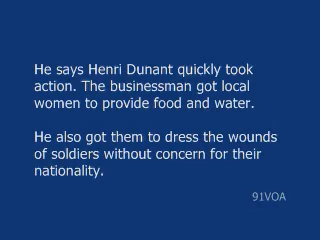 He says Henri Dunant quickly took
action. The businessman got local
women to provide food and water.
He also got them to dress the wounds
of soldiers without concern for their
nationality.
91VOA